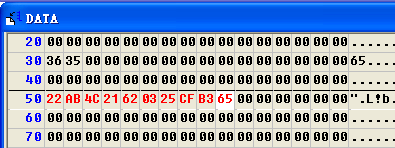 DATA
20 00 00 00 00 00 00 00 00 00 00 00 00 00 00 00 00 .......
30 36 35 00 00 00 00 00 00 00 00 00 00 00 00 00 00 65.....
40 00 00 00 00 00 00 00 00 00 00 00 00 00 00 00 00 .......
50 22 AB 4C 21 62 03 25 CF B3 65 00 00 00 00 00 00 ".L!b.
60 00 00 00 00 00 00 00 00 00 00 00 00 00 00 00 00 .......
70 00 00 00 00 00 00 00 00 00 00 00 00 00 00 00 00 .......